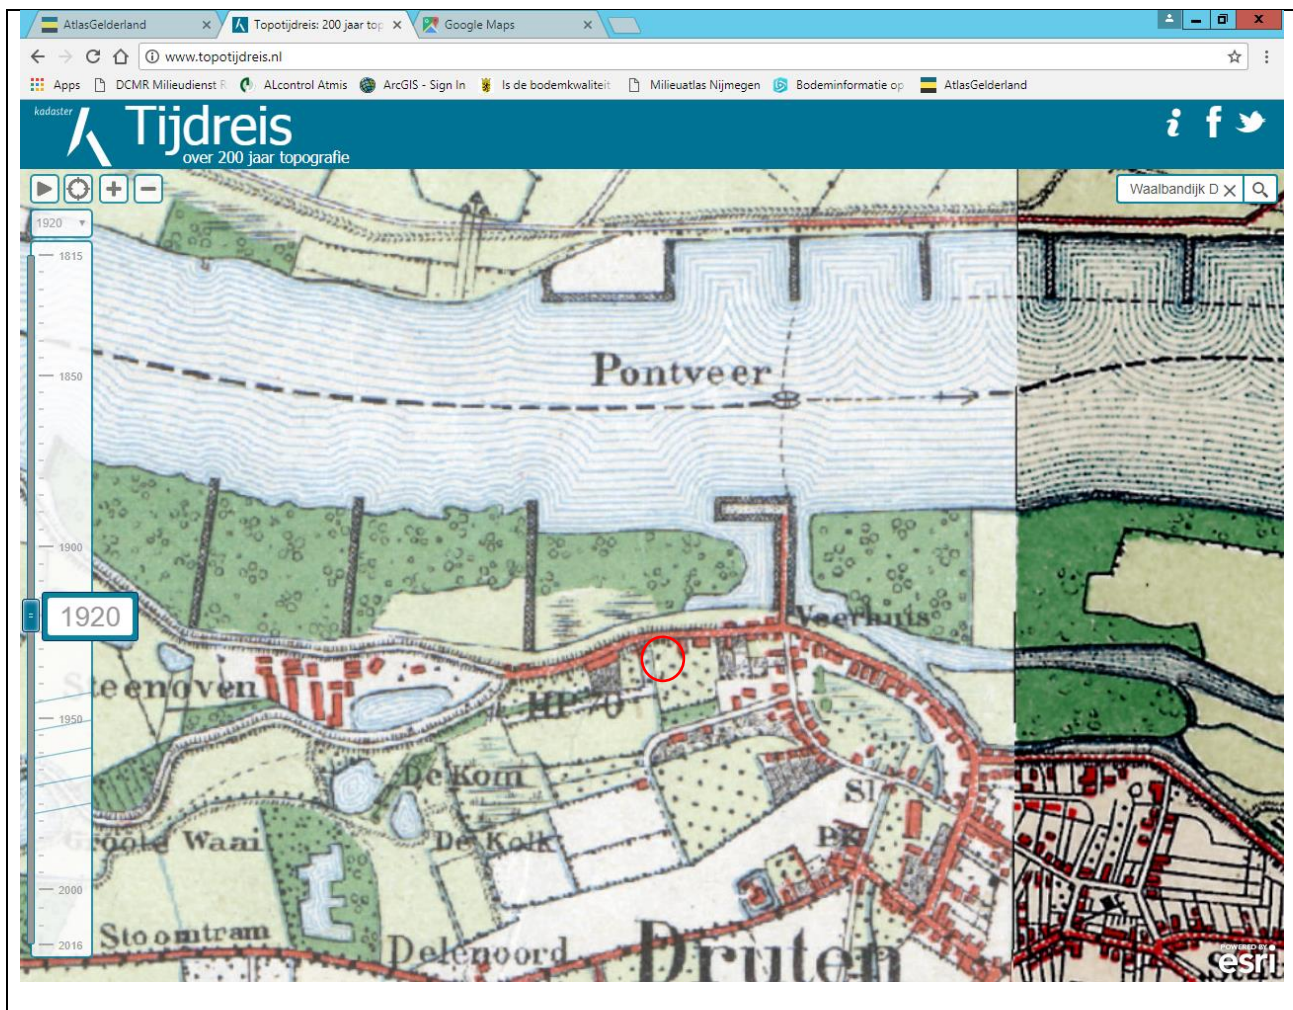 AtlasGelderland
Topotijdreis: 200 jaar top
Google Maps
www.topotijdreis.nl
Apps
DCMR Milieudienst R
ALcontrol Atmis
ArcGIS - Sign In
Is de bodemkwaliteit
Milieuatlas Nijmegen
Bodeminformatie op
AtlasGelderland
kadaster
Tijdreis
over 200 jaar topografie
Waalbandijk D
1920
1815
1850
1900
1920
1950
2000
2016
Pontveer
Veerhuis
Steenoven
HP 70
De Kom
Sl
Groote Waal
De Kolk
PK
Stoomtram
Delenoord
Druten
POWERED BY
esri